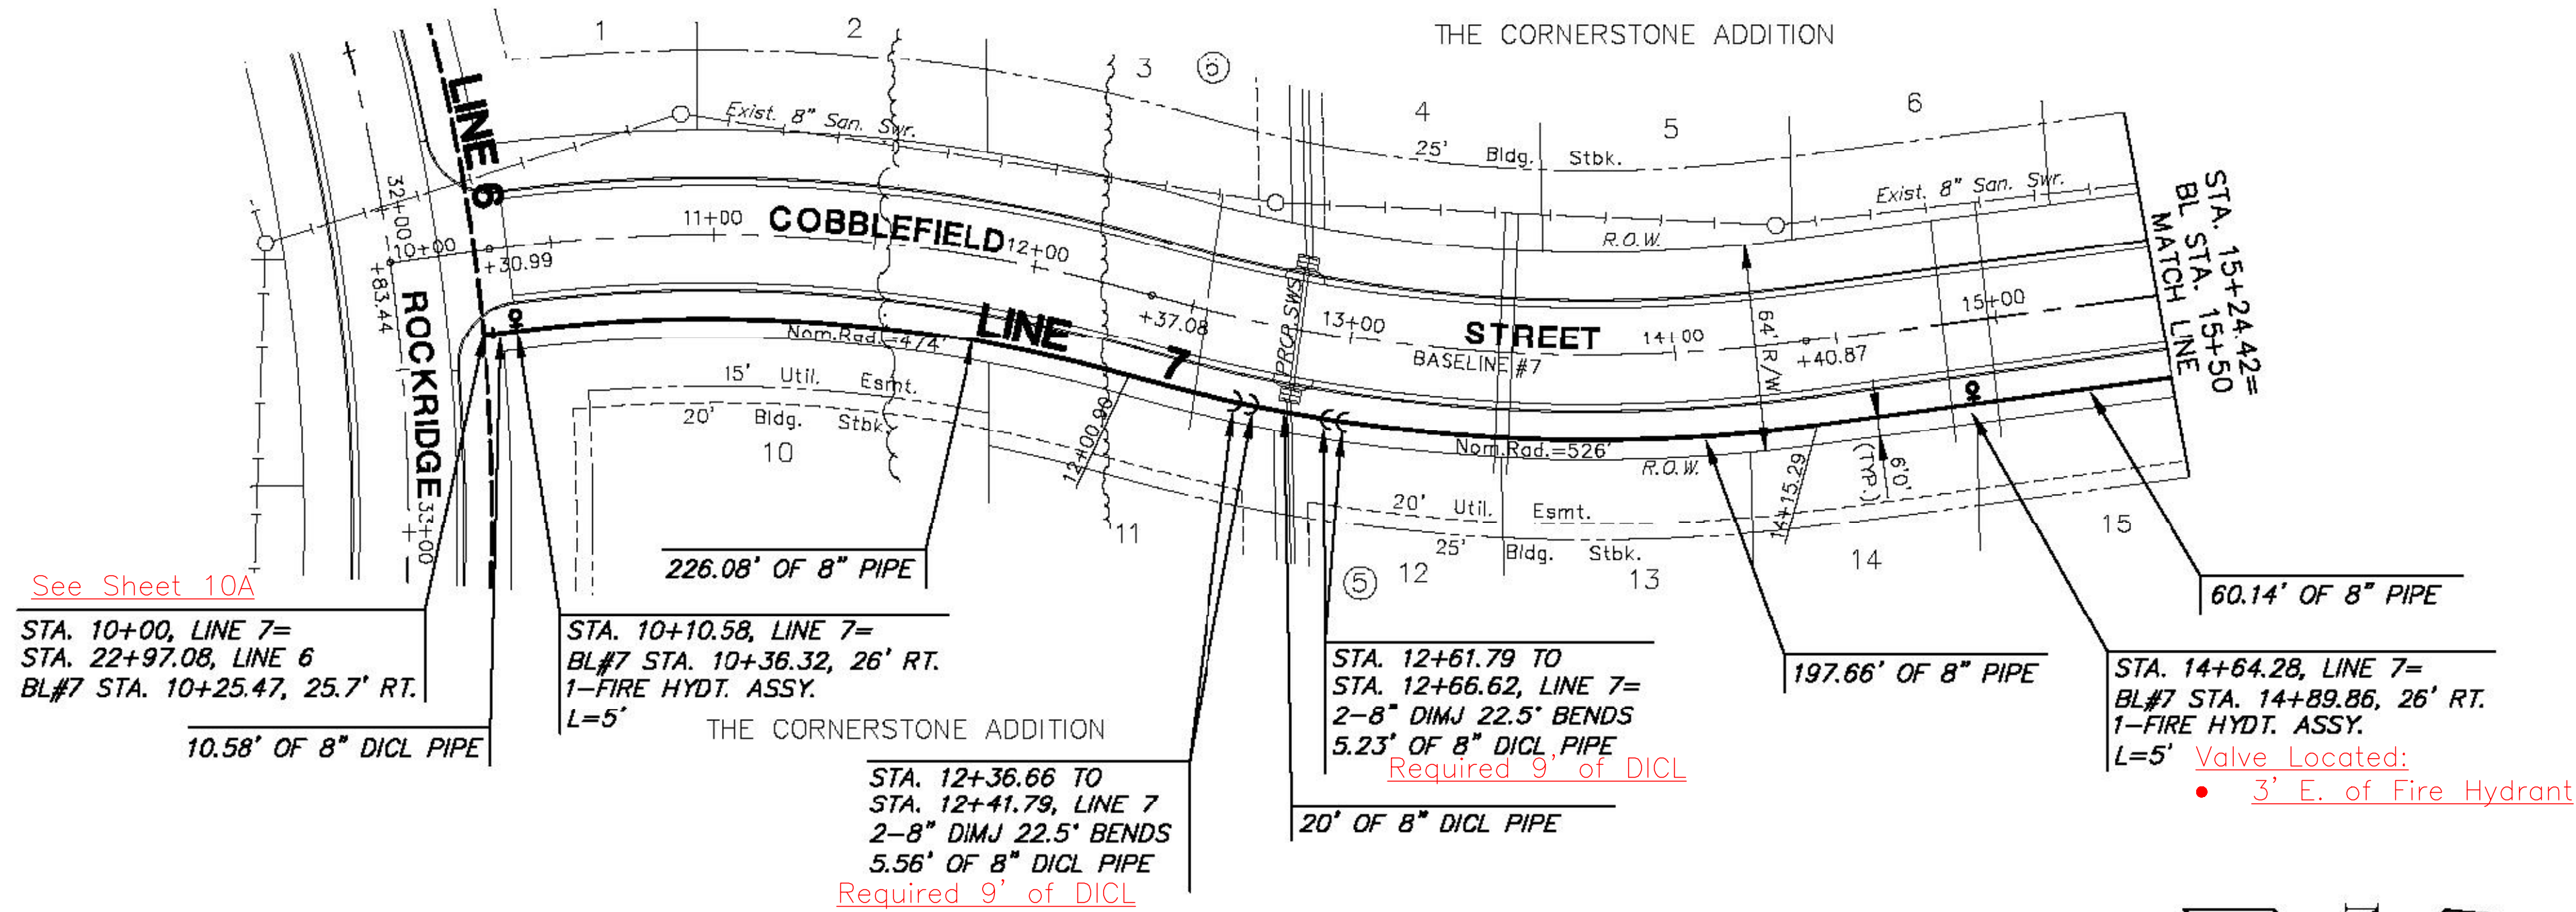 THE CORNERSTONE ADDITION
1
2
3
6
4
5
6
LINE 6
Exist. 8" San. Swr.
25' Bldg. Stbk.
Exist. 8" San. Swr.
R.O.W.
STA. 15+24.42=
BL STA. 15+50
MATCH LINE
32+00
10+00
+30.99
+83.44
11+00
COBBLEFIELD
12+00
+37.08
PROP. SWS
13+00
STREET
14+00
BASELINE #7
64' R/W
+40.87
15+00
ROCKRIDGE
33+00
Nom.Rad.=474'
LINE 7
15' Util. Esmt.
20' Bldg. Stbk.
10
12+00.90
11
Nom.Rad.=526'
R.O.W.
14+15.29
6.0'
(TYP.)
20' Util. Esmt.
25' Bldg. Stbk.
5
12
13
14
15
See Sheet 10A
STA. 10+00, LINE 7=
STA. 22+97.08, LINE 6
BL#7 STA. 10+25.47, 25.7' RT.
10.58' OF 8" DICL PIPE
STA. 10+10.58, LINE 7=
BL#7 STA. 10+36.32, 26' RT.
1-FIRE HYDT. ASSY.
L=5'
226.08' OF 8" PIPE
THE CORNERSTONE ADDITION
STA. 12+36.66 TO
STA. 12+41.79, LINE 7
2-8" DIMJ 22.5° BENDS
5.56' OF 8" DICL PIPE
Required 9' of DICL
20' OF 8" DICL PIPE
STA. 12+61.79 TO
STA. 12+66.62, LINE 7=
2-8" DIMJ 22.5° BENDS
5.23' OF 8" DICL PIPE
Required 9' of DICL
197.66' OF 8" PIPE
60.14' OF 8" PIPE
STA. 14+64.28, LINE 7=
BL#7 STA. 14+89.86, 26' RT.
1-FIRE HYDT. ASSY.
L=5'
Valve Located:
• 3' E. of Fire Hydrant